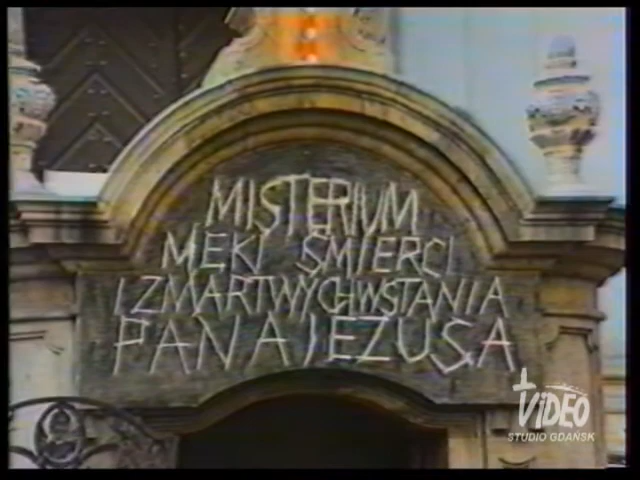 MISTERIUM
MĘKI ŚMIERCI
I ZMARTWYCHWSTANIA
PANA JEZUSA
VIDEO
STUDIO GDAŃSK